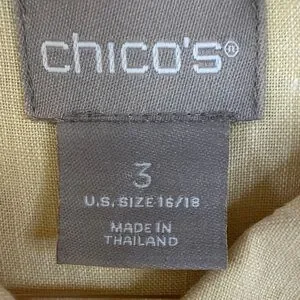 chico's®
3
U.S. SIZE 16/18
MADE IN
THAILAND